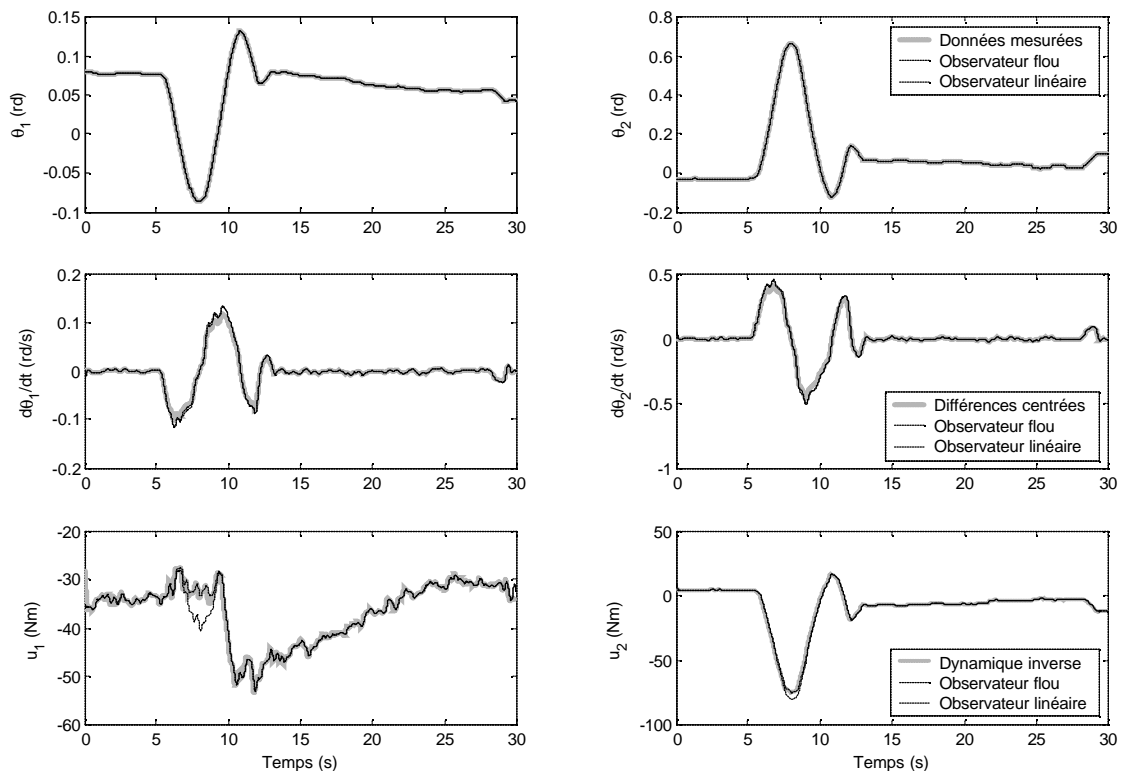 0.15
0.1
0.05
0
-0.05
-0.1
θ1 (rd)
0 5 10 15 20 25 30
0.8
0.6
0.4
0.2
0
-0.2
θ2 (rd)
Données mesurées
Observateur flou
Observateur linéaire
0 5 10 15 20 25 30
0.2
0.1
0
-0.1
-0.2
dθ1/dt (rd/s)
0 5 10 15 20 25 30
0.5
0
-0.5
-1
dθ2/dt (rd/s)
Différences centrées
Observateur flou
Observateur linéaire
0 5 10 15 20 25 30
-20
-30
-40
-50
-60
u1 (Nm)
0 5 10 15 20 25 30
Temps (s)
50
0
-50
-100
u2 (Nm)
Dynamique inverse
Observateur flou
Observateur linéaire
0 5 10 15 20 25 30
Temps (s)